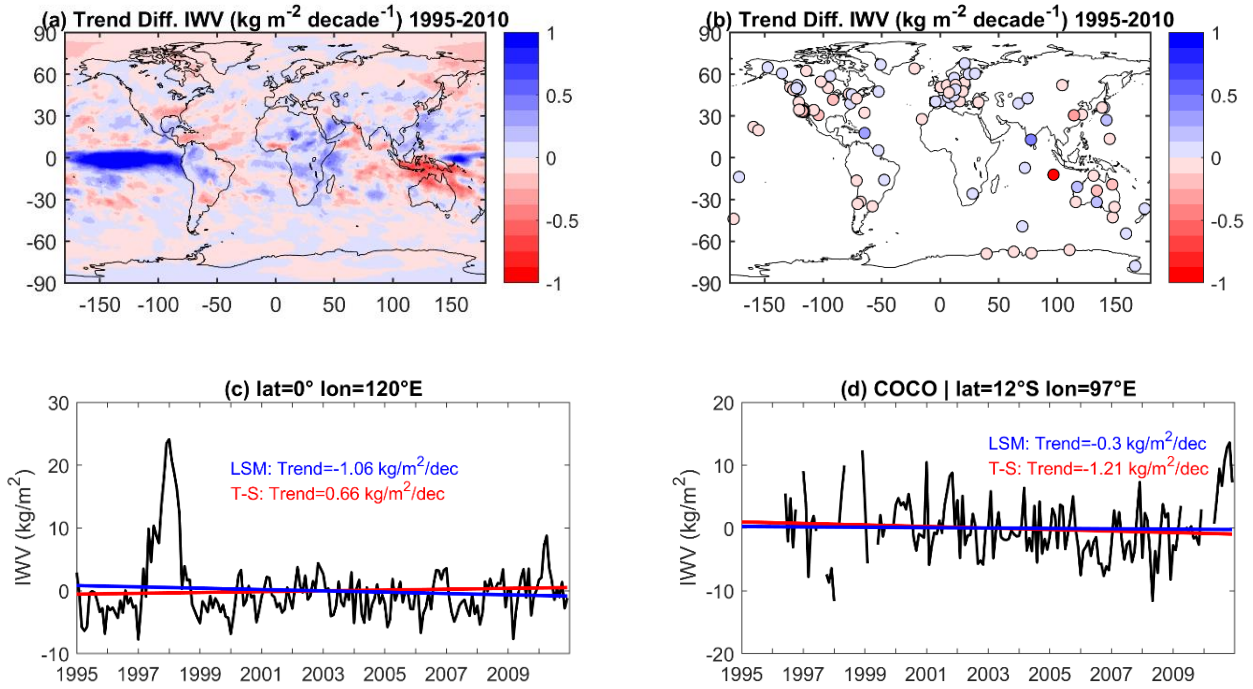 (a) Trend Diff. IWV (kg m⁻² decade⁻¹) 1995-2010
90
60
30
0
-30
-60
-90
-150 -100 -50 0 50 100 150
1
0.5
0
-0.5
-1
(b) Trend Diff. IWV (kg m⁻² decade⁻¹) 1995-2010
90
60
30
0
-30
-60
-90
-150 -100 -50 0 50 100 150
1
0.5
0
-0.5
-1
(c) lat=0° lon=120°E
IWV (kg/m²)
30
20
10
0
-10
LSM: Trend=-1.06 kg/m²/dec
T-S: Trend=0.66 kg/m²/dec
1995 1997 1999 2001 2003 2005 2007 2009
(d) COCO | lat=12°S lon=97°E
IWV (kg/m²)
20
10
0
-10
-20
LSM: Trend=-0.3 kg/m²/dec
T-S: Trend=-1.21 kg/m²/dec
1995 1997 1999 2001 2003 2005 2007 2009